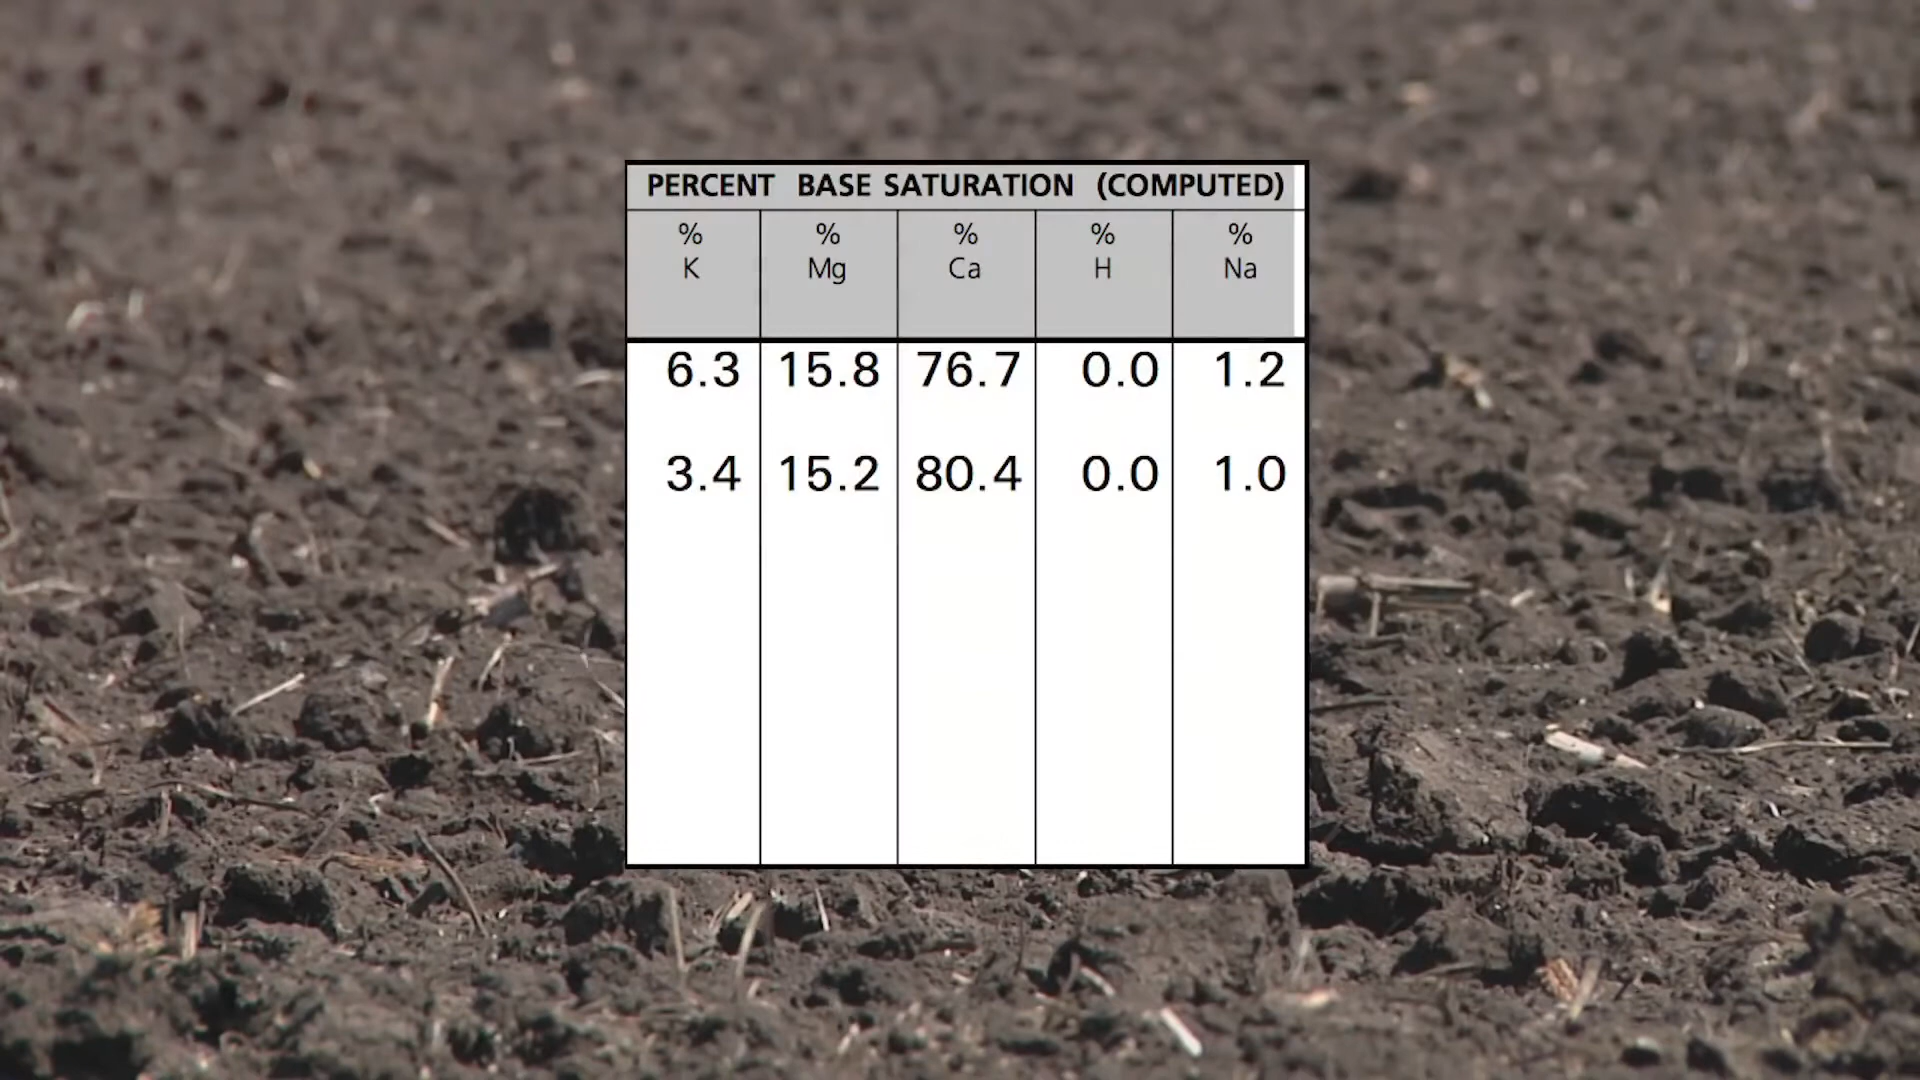 PERCENT BASE SATURATION (COMPUTED)
% % % % %
K Mg Ca H Na
6.3 15.8 76.7 0.0 1.2
3.4 15.2 80.4 0.0 1.0